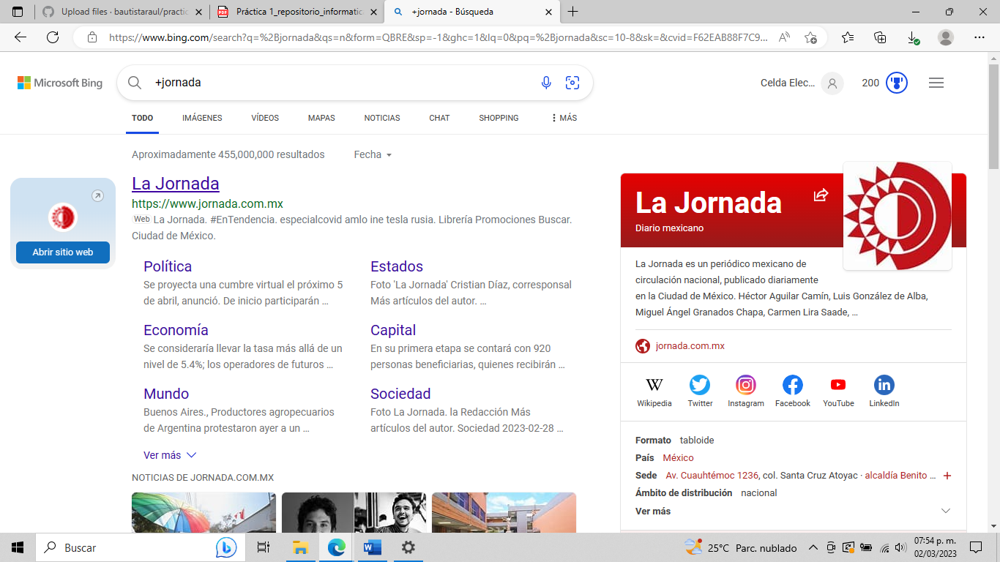 Upload files · bautistaraul/practic
Práctica 1_repositorio_informatica
+jornada - Búsqueda
https://www.bing.com/search?q=%2Bjornada&qs=n&form=QBRE&sp=-1&ghc=1&lq=0&pq=%2Bjornada&sc=10-8&sk=&cvid=F62EAB88F7C9...
Microsoft Bing
+jornada
Celda Elec...
200
TODO
IMÁGENES
VÍDEOS
MAPAS
NOTICIAS
CHAT
SHOPPING
MÁS
Aproximadamente 455,000,000 resultados
Fecha
Abrir sitio web
La Jornada
https://www.jornada.com.mx
Web La Jornada. #EnTendencia. especialcovid amlo ine tesla rusia. Librería Promociones Buscar.
Ciudad de México.
Política
Se proyecta una cumbre virtual el próximo 5
de abril, anunció. De inicio participarán ...
Estados
Foto 'La Jornada' Cristian Díaz, corresponsal
Más artículos del autor. ...
Economía
Se consideraría llevar la tasa más allá de un
nivel de 5.4%; los operadores de futuros ...
Capital
En su primera etapa se contará con 920
personas beneficiarias, quienes recibirán ...
Mundo
Buenos Aires., Productores agropecuarios
de Argentina protestaron ayer a un ...
Sociedad
Foto La Jornada. la Redacción Más
artículos del autor. Sociedad 2023-02-28 ...
Ver más
NOTICIAS DE JORNADA.COM.MX
La Jornada
Diario mexicano
La Jornada es un periódico mexicano de
circulación nacional, publicado diariamente
en la Ciudad de México. Héctor Aguilar Camín, Luis González de Alba,
Miguel Ángel Granados Chapa, Carmen Lira Saade, ...
jornada.com.mx
Wikipedia
Twitter
Instagram
Facebook
YouTube
LinkedIn
Formato tabloide
País México
Sede Av. Cuauhtémoc 1236, col. Santa Cruz Atoyac · alcaldía Benito ...
Ámbito de distribución nacional
Ver más
Buscar
25°C Parc. nublado
07:54 p. m.
02/03/2023